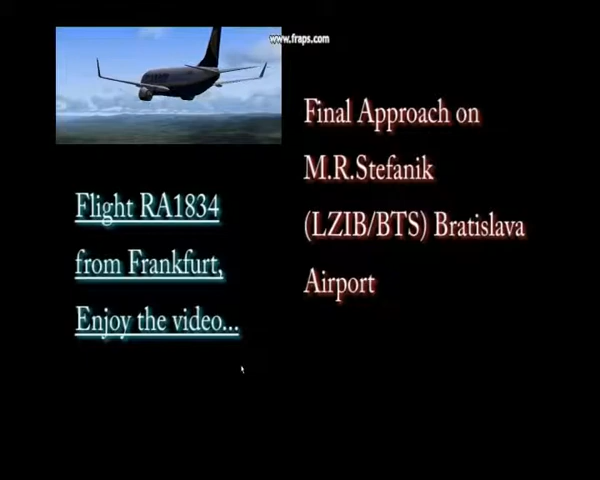 www.fraps.com
Final Approach on
M.R.Stefanik
(LZIB/BTS) Bratislava
Airport
Flight RA1834
from Frankfurt,
Enjoy the video...